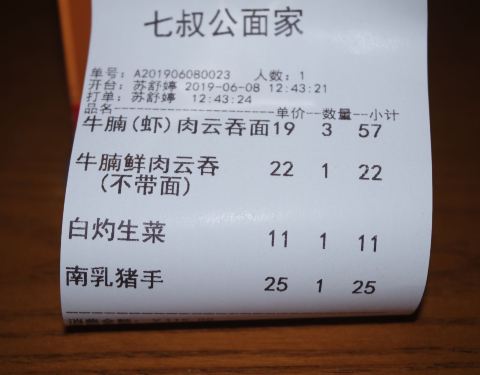 七叔公面家
单号：A201906080023 人数：1
开台：苏舒婷 2019-06-08 12:43:21
打单：苏舒婷 12:43:24
品名--------------------单价--数量--小计
牛腩(虾)肉云吞面19 3 57
牛腩鲜肉云吞 22 1 22
(不带面)
白灼生菜 11 1 11
南乳猪手 25 1 25